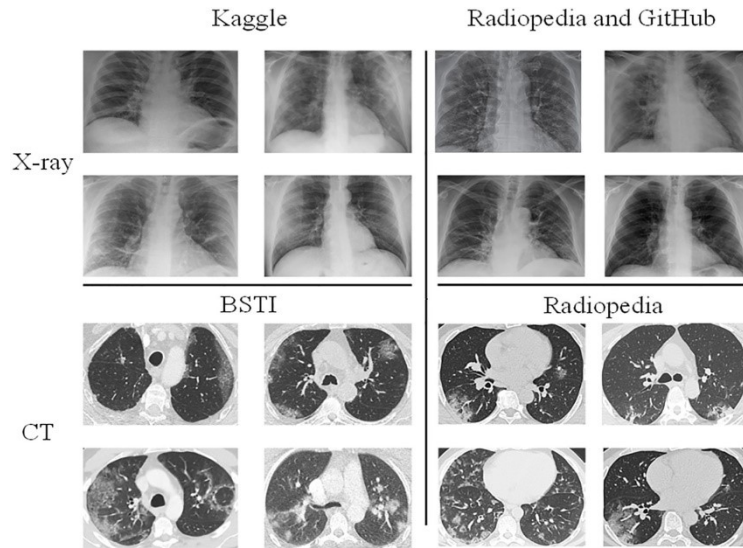 Kaggle
Radiopedia and GitHub
X-ray
BSTI
Radiopedia
CT